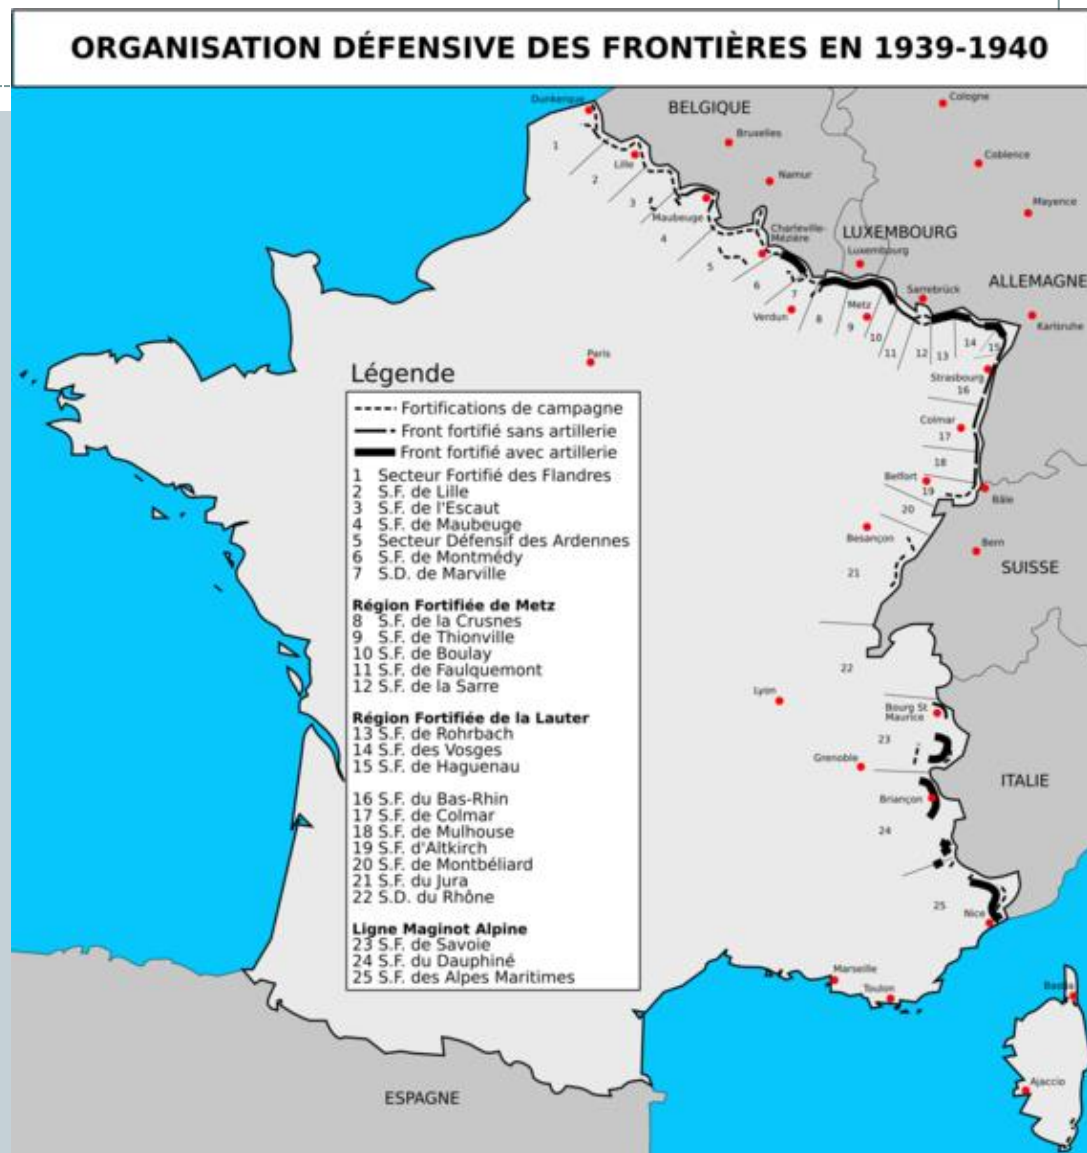 ORGANISATION DÉFENSIVE DES FRONTIÈRES EN 1939-1940
Dunkerque
BELGIQUE
Cologne
Bruxelles
1
Lille
Coblence
2
Namur
3
Mayence
Maubeuge
4
Charleville-
Mézière
LUXEMBOURG
Luxembourg
5
6
ALLEMAGNE
7
Sarrebrück
Metz
Verdun
8
9
10
11
12
13
14
15
Karlsruhe
Paris
Strasbourg
16
Colmar
17
18
Belfort
19
Bâle
20
Besançon
Bern
21
SUISSE
22
Lyon
Bourg St
Maurice
23
Grenoble
ITALIE
Briançon
24
25
Nice
Marseille
Toulon
Bastia
Ajaccio
ESPAGNE
Légende
Fortifications de campagne
Front fortifié sans artillerie
Front fortifié avec artillerie
1 Secteur Fortifié des Flandres
2 S.F. de Lille
3 S.F. de l'Escaut
4 S.F. de Maubeuge
5 Secteur Défensif des Ardennes
6 S.F. de Montmédy
7 S.D. de Marville
Région Fortifiée de Metz
8 S.F. de la Crusnes
9 S.F. de Thionville
10 S.F. de Boulay
11 S.F. de Faulquemont
12 S.F. de la Sarre
Région Fortifiée de la Lauter
13 S.F. de Rohrbach
14 S.F. des Vosges
15 S.F. de Haguenau
16 S.F. du Bas-Rhin
17 S.F. de Colmar
18 S.F. de Mulhouse
19 S.F. d'Altkirch
20 S.F. de Montbéliard
21 S.F. du Jura
22 S.D. du Rhône
Ligne Maginot Alpine
23 S.F. de Savoie
24 S.F. du Dauphiné
25 S.F. des Alpes Maritimes